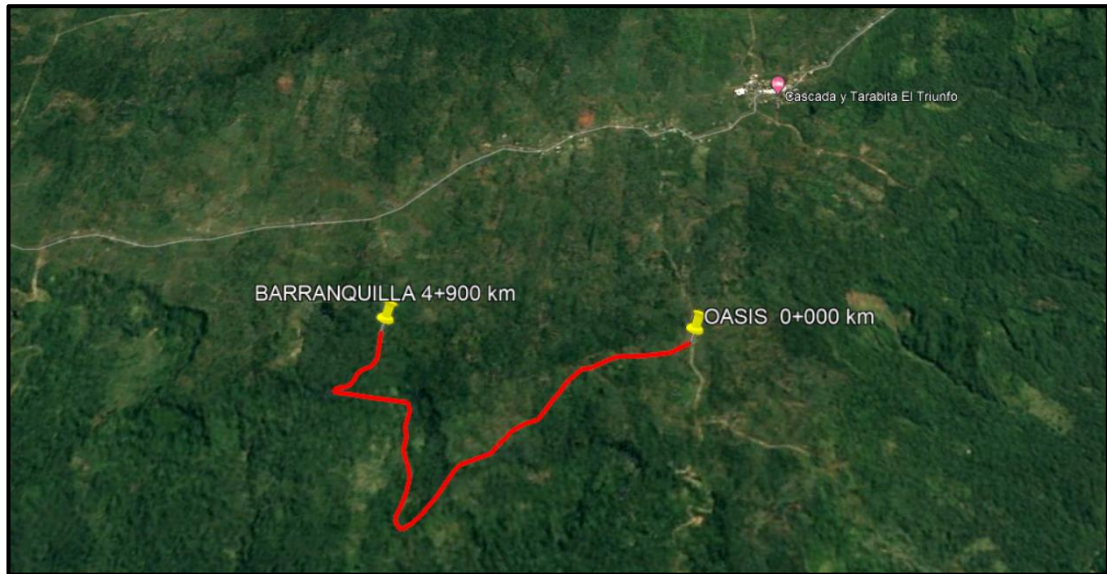 Cascada y Tarabita El Triunfo
BARRANQUILLA 4+900 km
OASIS 0+000 km